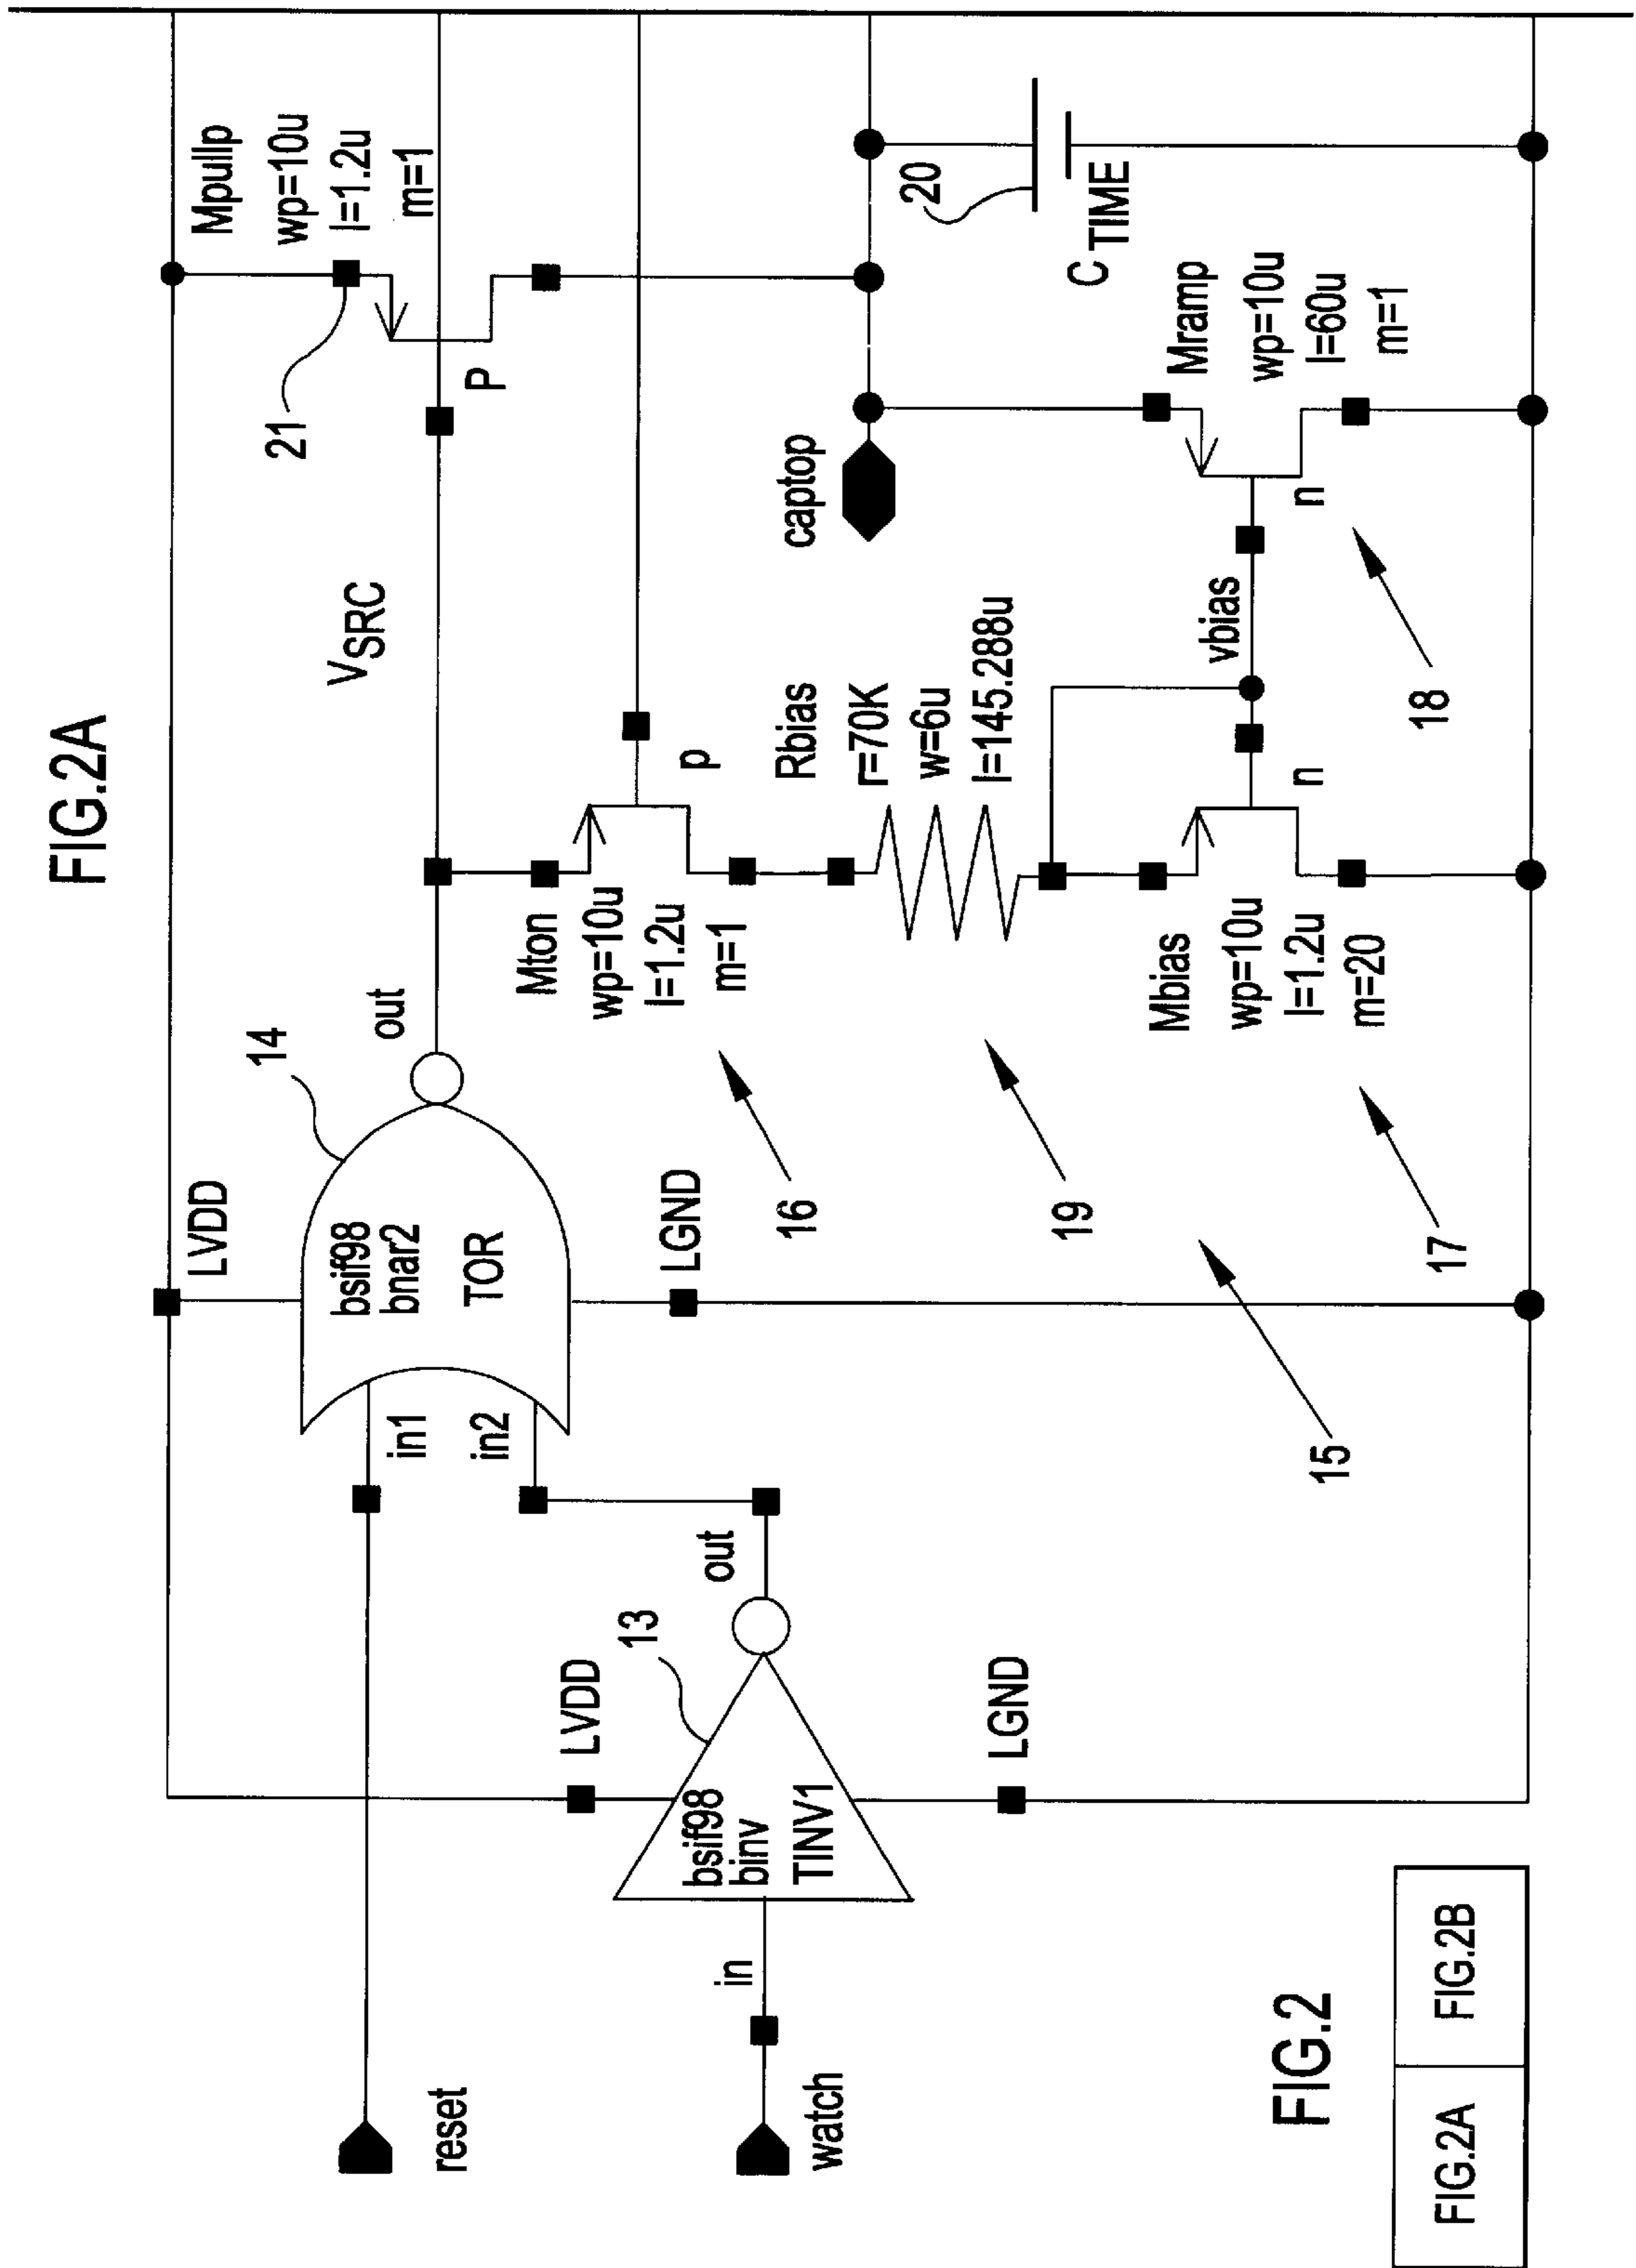 FIG.2A
reset
watch
in
bsif98
binv
TINV1
13
LVDD
LGND
out
in1
in2
bsif98
bnar2
TOR
14
LVDD
LGND
out
VSRC
Mton
wp=10u
l=1.2u
m=1
p
16
Rbias
r=70K
w=6u
l=145.288u
19
15
Mbias
wp=10u
l=1.2u
m=20
n
17
vbias
18
captop
Mramp
wp=10u
l=60u
m=1
n
Mpullp
wp=10u
l=1.2u
m=1
P
21
20
C TIME
FIG.2
FIG.2A
FIG.2B